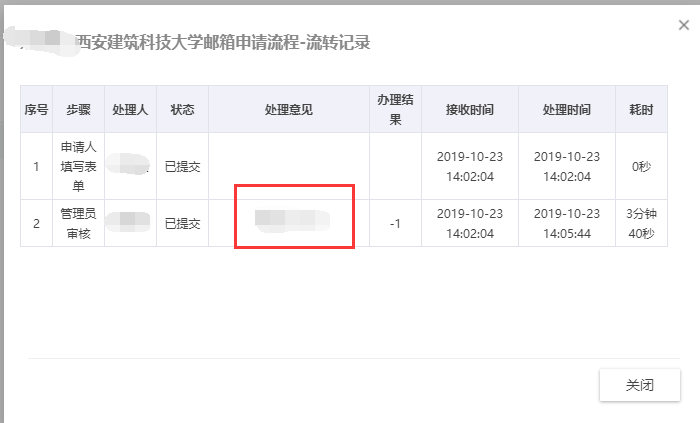 西安建筑科技大学邮箱申请流程-流转记录
序号 步骤 处理人 状态 处理意见 办理结果 接收时间 处理时间 耗时
1 申请人填写表单 已提交 2019-10-23 14:02:04 2019-10-23 14:02:04 0秒
2 管理员审核 已提交 -1 2019-10-23 14:02:04 2019-10-23 14:05:44 3分钟40秒
关闭